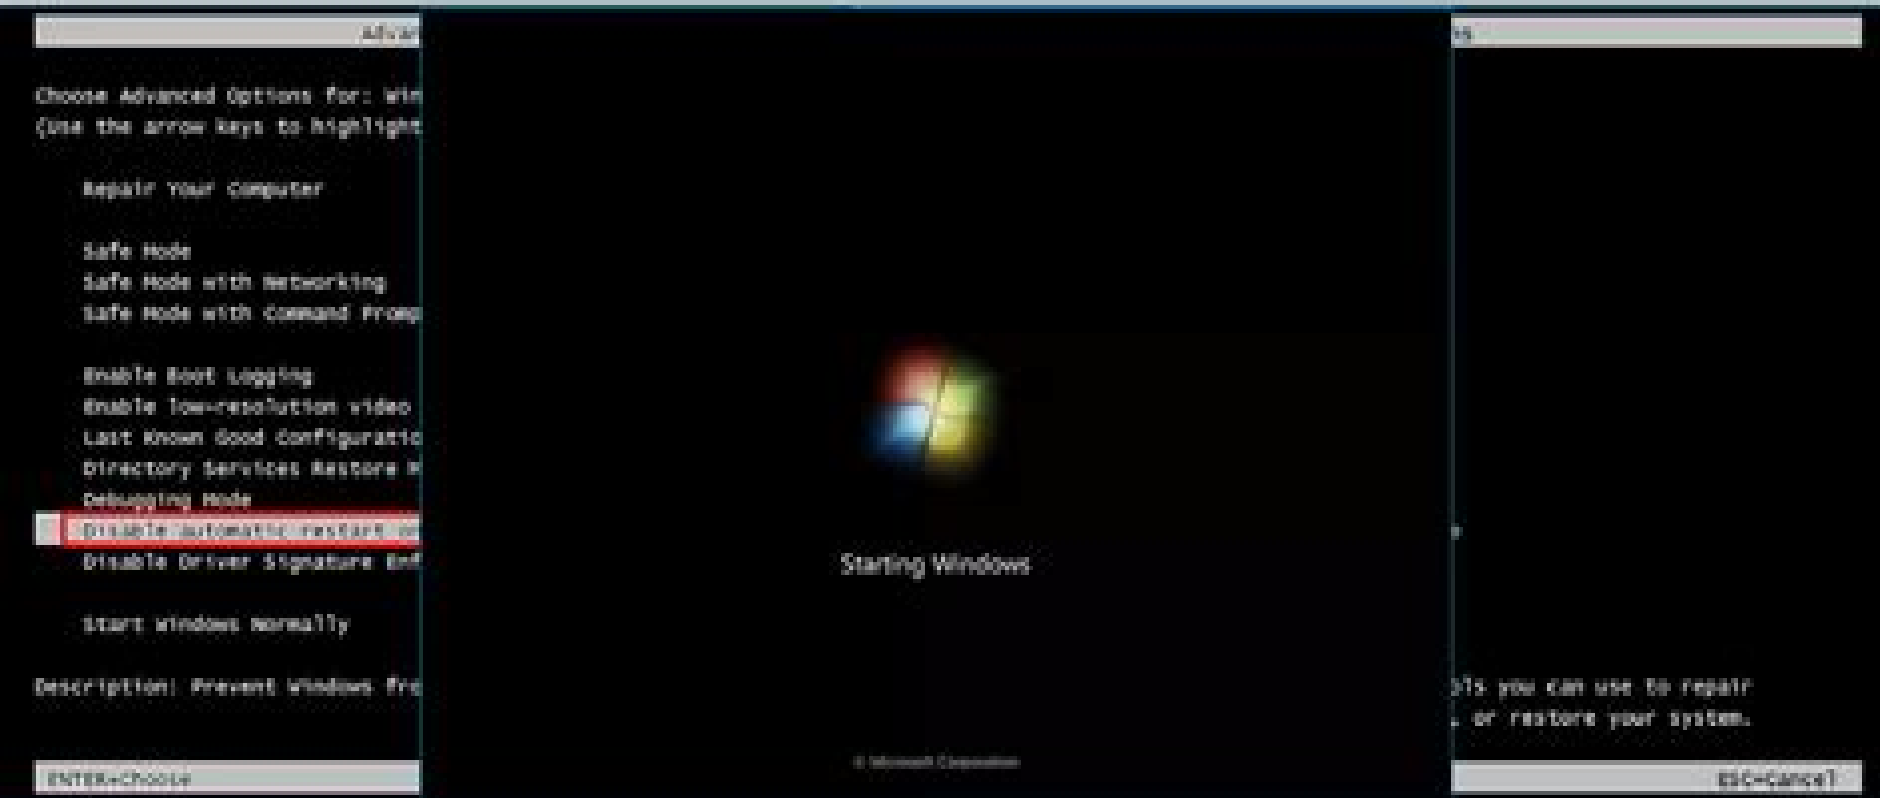 Advan
ns
Choose Advanced Options for: Win
(Use the arrow keys to highlight
Repair Your Computer
Safe Mode
Safe Mode with Networking
Safe Mode with Command Promp
Enable Boot Logging
Enable low-resolution video
Last Known Good Configuratio
Directory Services Restore M
Debugging Mode
Disable automatic restart on
Disable Driver Signature Enf
Start Windows Normally
Description: Prevent Windows fro
ENTER=Choose
Starting Windows
© Microsoft Corporation
ols you can use to repair
, or restore your system.
ESC=Cancel